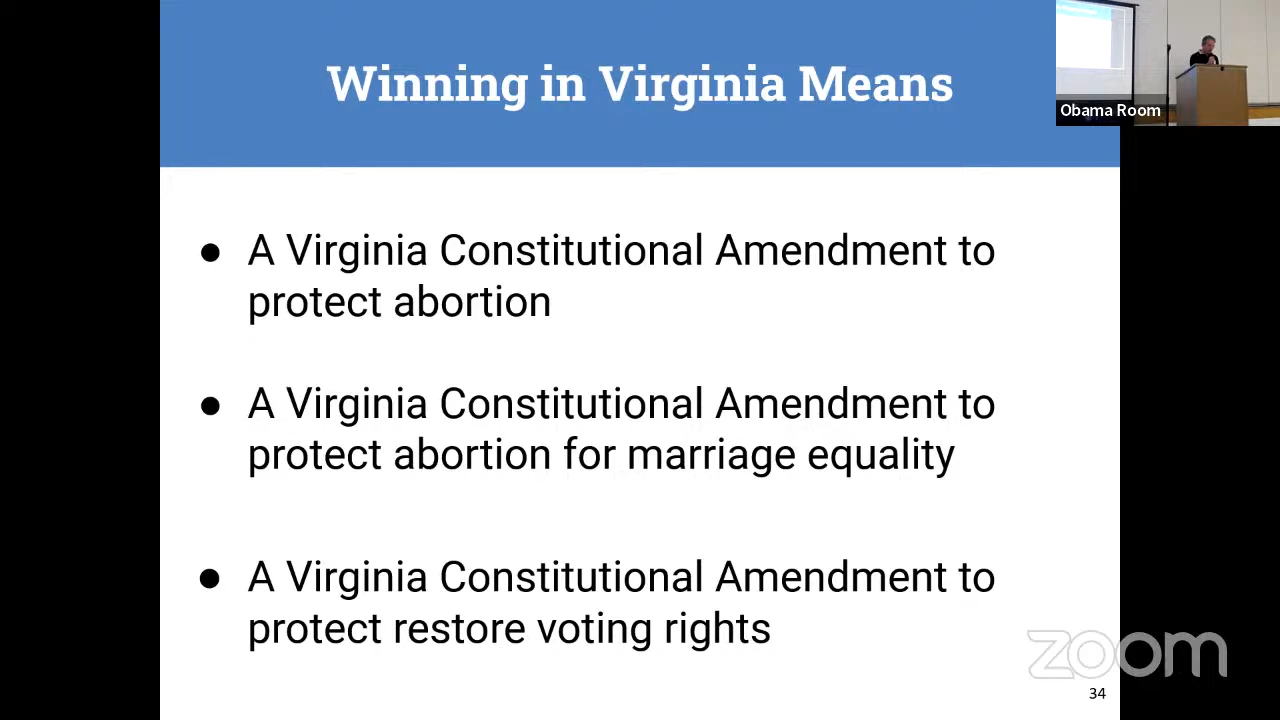 Winning in Virginia Means
Obama Room
● A Virginia Constitutional Amendment to
protect abortion
● A Virginia Constitutional Amendment to
protect abortion for marriage equality
● A Virginia Constitutional Amendment to
protect restore voting rights
zoom
34